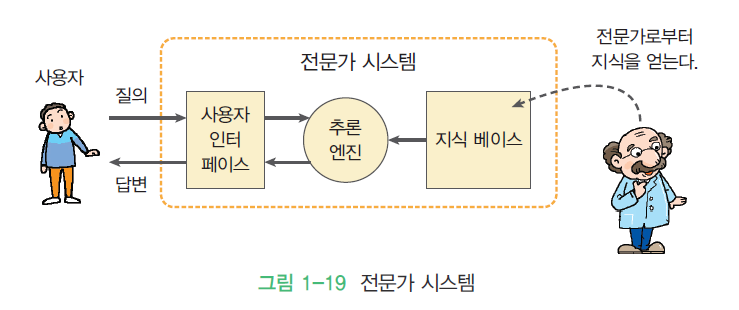 전문가로부터
지식을 얻는다.
전문가 시스템
사용자
질의
사용자
인터
페이스
추론
엔진
지식 베이스
답변
그림 1-19 전문가 시스템